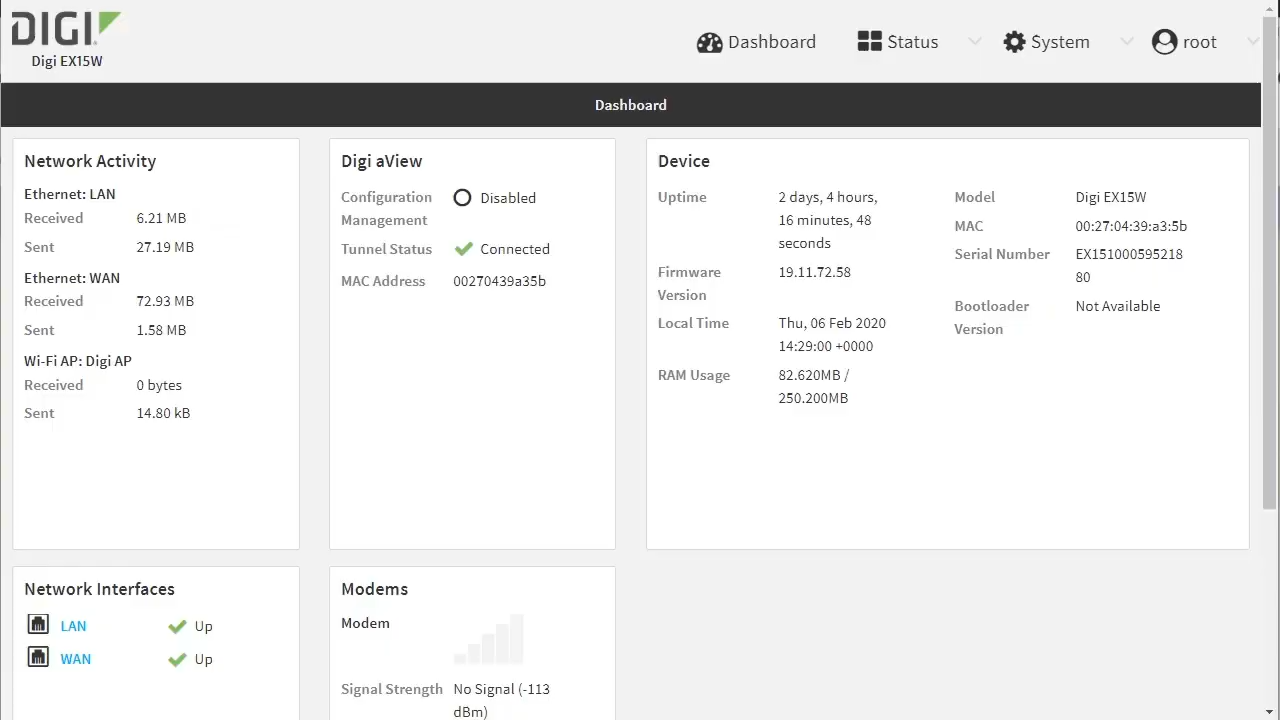 DIGI
Digi EX15W
Dashboard
Status
System
root
Dashboard
Network Activity
Ethernet: LAN
Received 6.21 MB
Sent 27.19 MB
Ethernet: WAN
Received 72.93 MB
Sent 1.58 MB
Wi-Fi AP: Digi AP
Received 0 bytes
Sent 14.80 kB
Digi aView
Configuration Disabled
Management
Tunnel Status Connected
MAC Address 00270439a35b
Device
Uptime 2 days, 4 hours,
16 minutes, 48
seconds
Firmware 19.11.72.58
Version
Local Time Thu, 06 Feb 2020
14:29:00 +0000
RAM Usage 82.620MB /
250.200MB
Model Digi EX15W
MAC 00:27:04:39:a3:5b
Serial Number EX151000595218
80
Bootloader Not Available
Version
Network Interfaces
LAN Up
WAN Up
Modems
Modem
Signal Strength No Signal (-113
dBm)